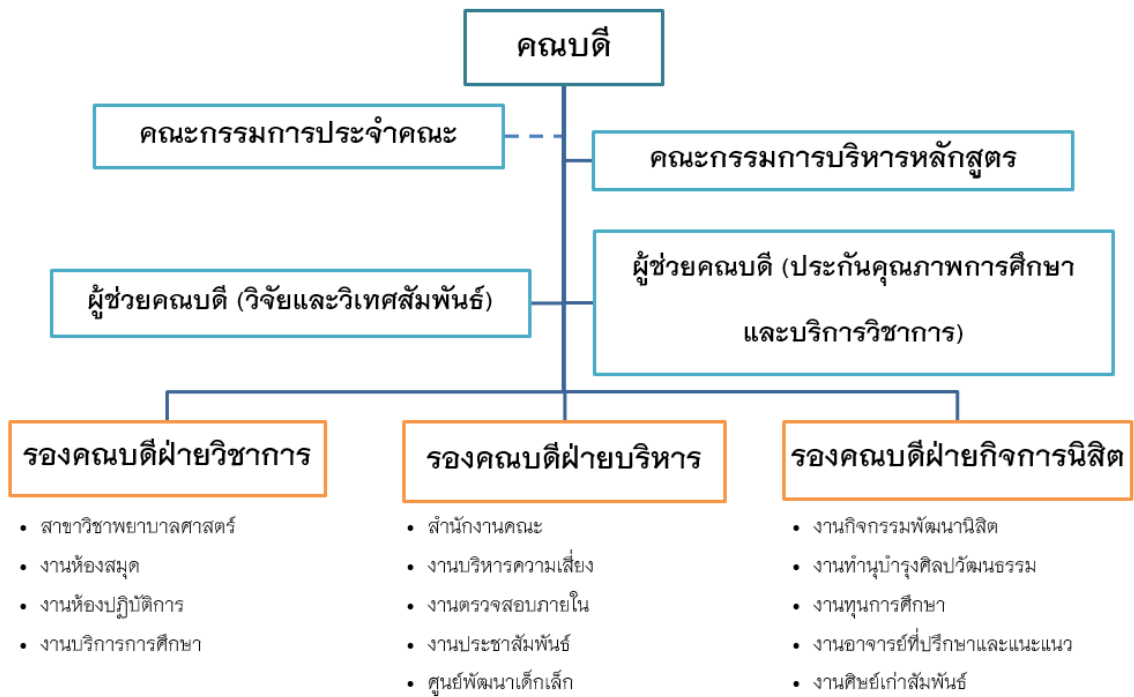 คณบดี
คณะกรรมการประจำคณะ
คณะกรรมการบริหารหลักสูตร
ผู้ช่วยคณบดี (วิจัยและวิเทศสัมพันธ์)
ผู้ช่วยคณบดี (ประกันคุณภาพการศึกษา
และบริการวิชาการ)
รองคณบดีฝ่ายวิชาการ
• สาขาวิชาพยาบาลศาสตร์
• งานห้องสมุด
• งานห้องปฏิบัติการ
• งานบริการการศึกษา
รองคณบดีฝ่ายบริหาร
• สำนักงานคณะ
• งานบริหารความเสี่ยง
• งานตรวจสอบภายใน
• งานประชาสัมพันธ์
• ศูนย์พัฒนาเด็กเล็ก
รองคณบดีฝ่ายกิจการนิสิต
• งานกิจกรรมพัฒนานิสิต
• งานทำนุบำรุงศิลปวัฒนธรรม
• งานทุนการศึกษา
• งานอาจารย์ที่ปรึกษาและแนะแนว
• งานศิษย์เก่าสัมพันธ์